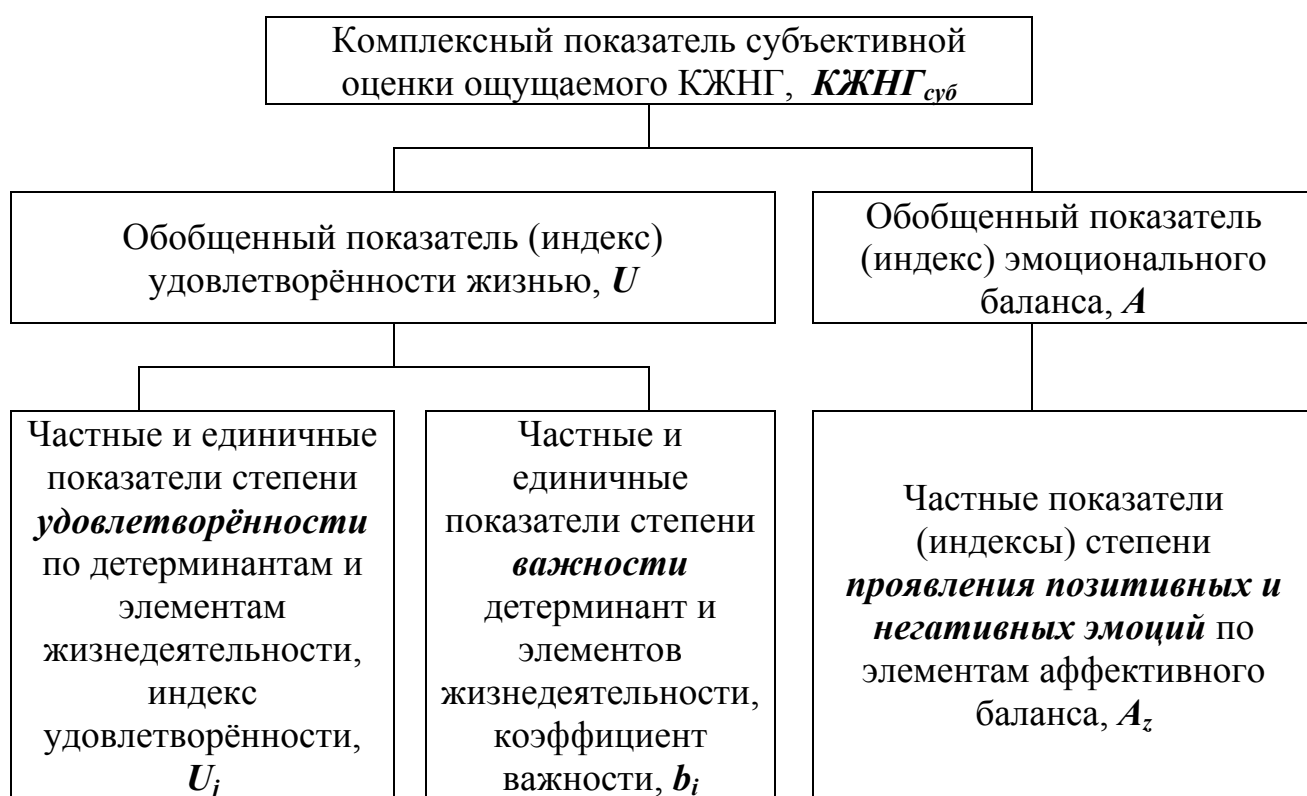 Комплексный показатель субъективной
оценки ощущаемого КЖНГ, КЖНГсуб
Обобщенный показатель (индекс)
удовлетворённости жизнью, U
Обобщенный показатель
(индекс) эмоционального
баланса, A
Частные и единичные
показатели степени
удовлетворённости
по детерминантам и
элементам
жизнедеятельности,
индекс
удовлетворённости,
Uj
Частные и
единичные
показатели степени
важности
детерминант и
элементов
жизнедеятельности,
коэффициент
важности, bi
Частные показатели
(индексы) степени
проявления позитивных и
негативных эмоций по
элементам аффективного
баланса, Az